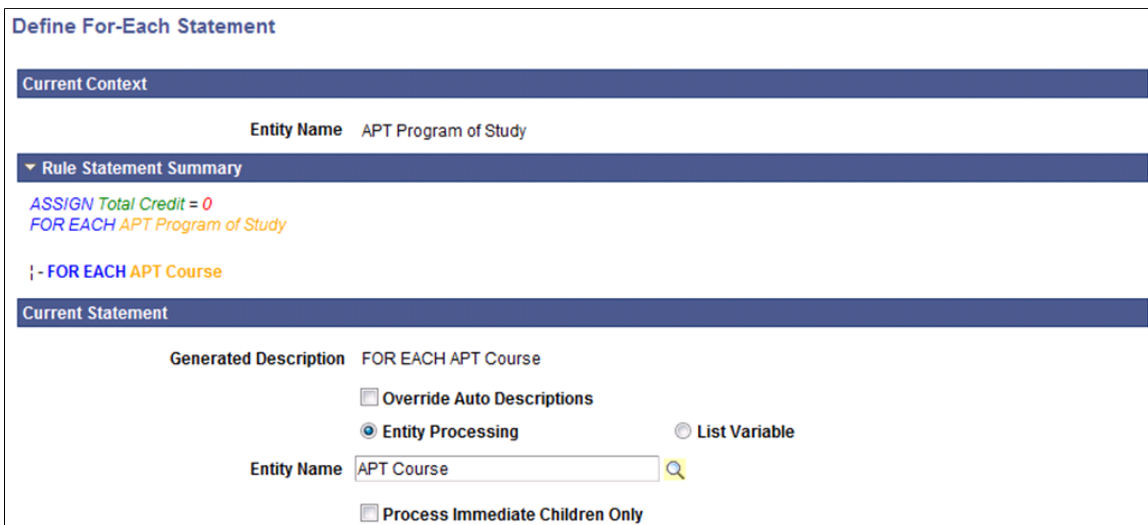 Define For-Each Statement
Current Context
Entity Name APT Program of Study
Rule Statement Summary
ASSIGN Total Credit = 0
FOR EACH APT Program of Study
¦ - FOR EACH APT Course
Current Statement
Generated Description FOR EACH APT Course
Override Auto Descriptions
Entity Processing List Variable
Entity Name APT Course
Process Immediate Children Only